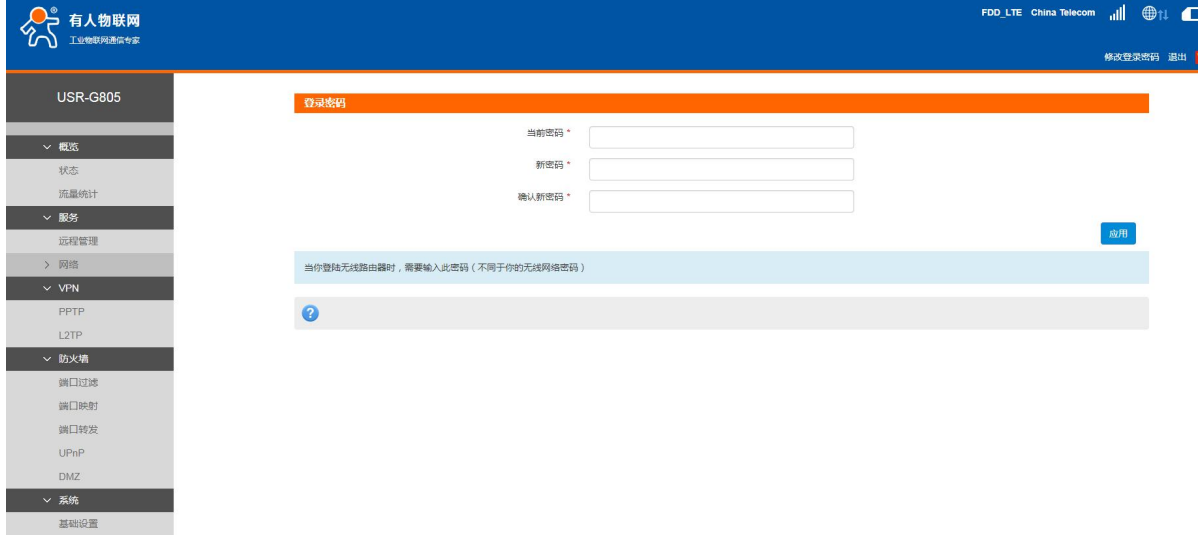 有人物联网
工业物联网通信专家
FDD_LTE China Telecom
修改登录密码 退出
USR-G805
概览
状态
流量统计
服务
远程管理
网络
VPN
PPTP
L2TP
防火墙
端口过滤
端口映射
端口转发
UPnP
DMZ
系统
基础设置
登录密码
当前密码 *
新密码 *
确认新密码 *
应用
当你登陆无线路由器时，需要输入此密码（不同于你的无线网络密码）